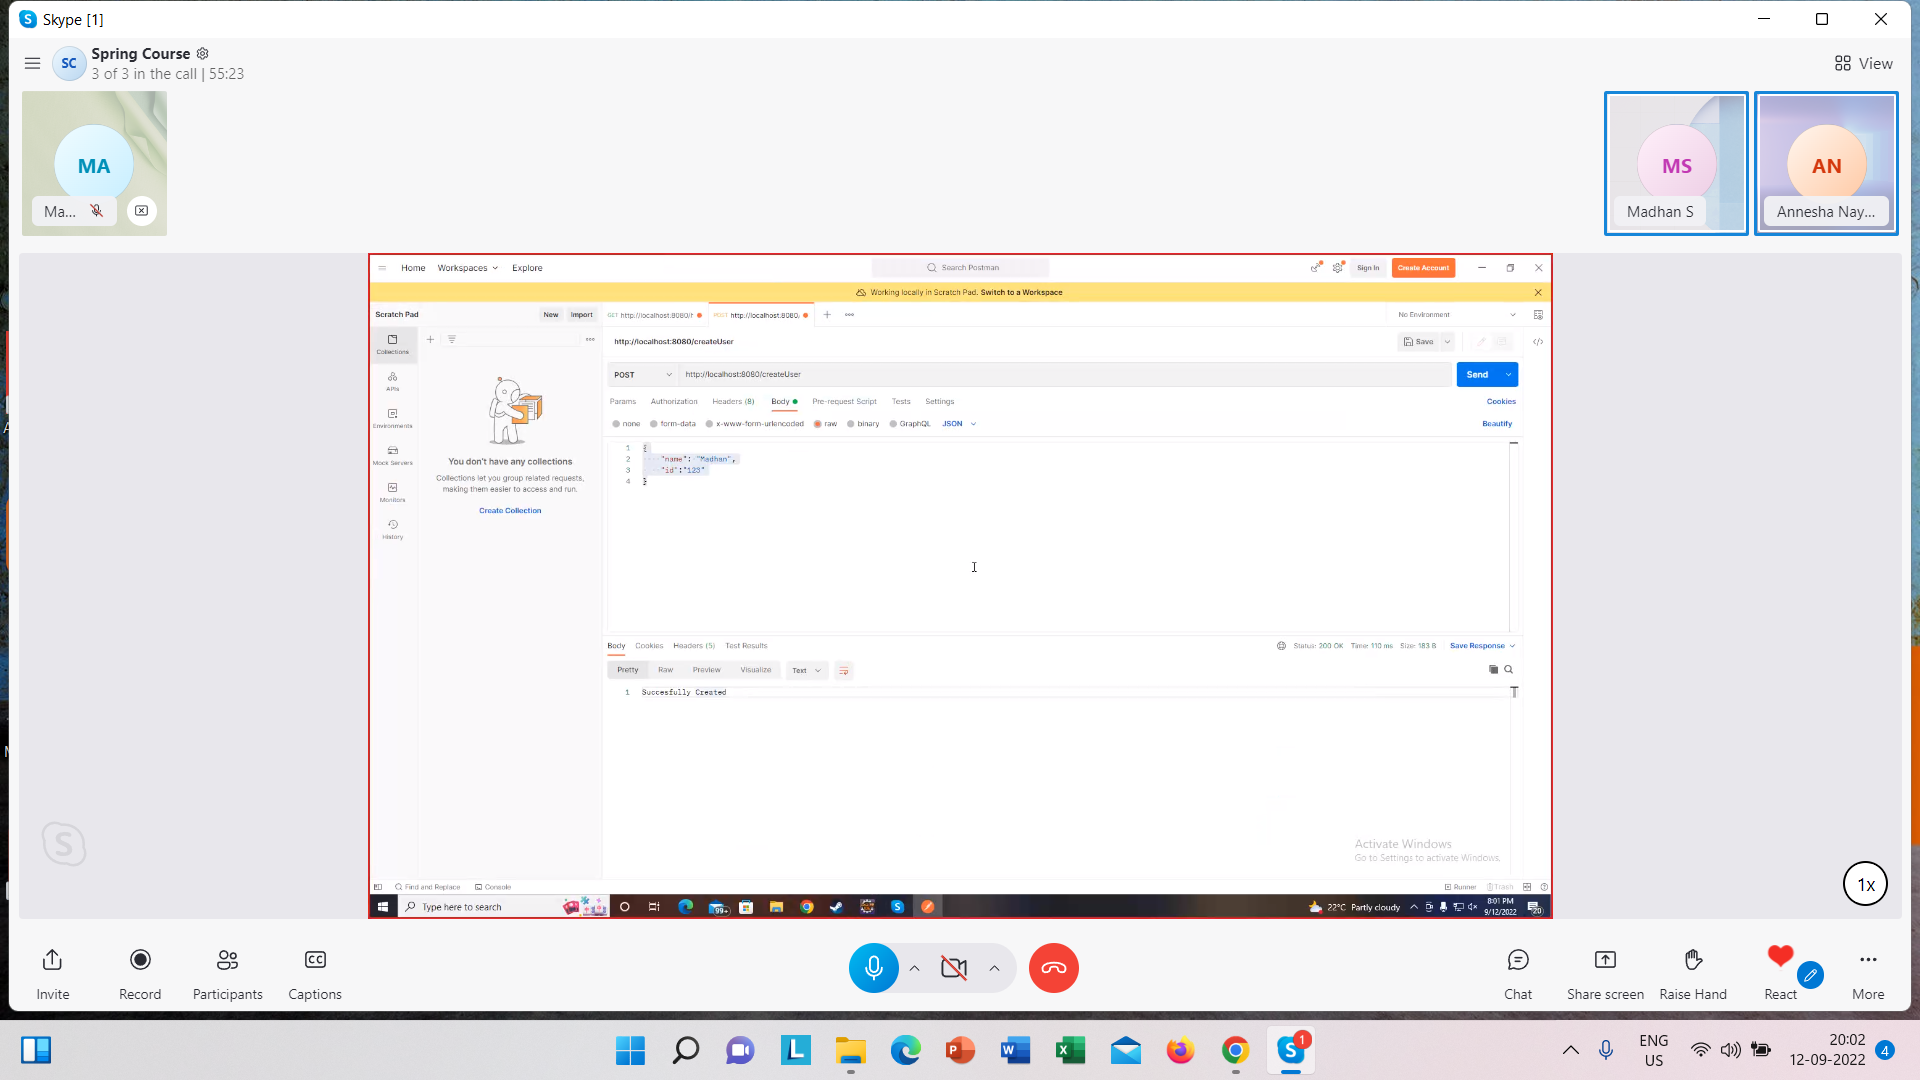 Skype [1]
SC
Spring Course
3 of 3 in the call | 55:23
View
MA
Ma...
MS
Madhan S
AN
Annesha Nay...
Home Workspaces Explore
Search Postman
Sign In
Create Account
Working locally in Scratch Pad. Switch to a Workspace
Scratch Pad
New Import
GET http://localhost:8080/
POST http://localhost:8080,
No Environment
Collections
APIs
Environments
Mock Servers
Monitors
History
You don't have any collections
Collections let you group related requests,
making them easier to access and run.
Create Collection
http://localhost:8080/createUser
Save
POST
http://localhost:8080/createUser
Send
Params Authorization Headers (8) Body Pre-request Script Tests Settings
Cookies
none form-data x-www-form-urlencoded raw binary GraphQL JSON
Beautify
1 {
2 "name": "Madhan",
3 "id":"123"
4 }
Body Cookies Headers (5) Test Results
Status: 200 OK Time: 110 ms Size: 183 B Save Response
Pretty Raw Preview Visualize Text
1 Succesfully Created
Activate Windows
Go to Settings to activate Windows.
Find and Replace Console
Runner Trash
Type here to search
99+
22°C Partly cloudy
8:01 PM
9/12/2022
20
1x
Invite
Record
Participants
CC
Captions
Chat
Share screen
Raise Hand
React
More
ENG
US
20:02
12-09-2022
4
1